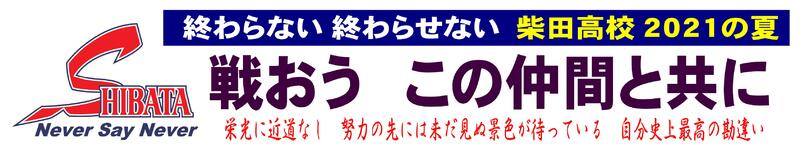 終わらない 終わらせない 柴田高校 2021の夏
戦おう この仲間と共に
SHIBATA
Never Say Never
栄光に近道なし 努力の先には未だ見ぬ景色が待っている 自分史上最高の勘違い